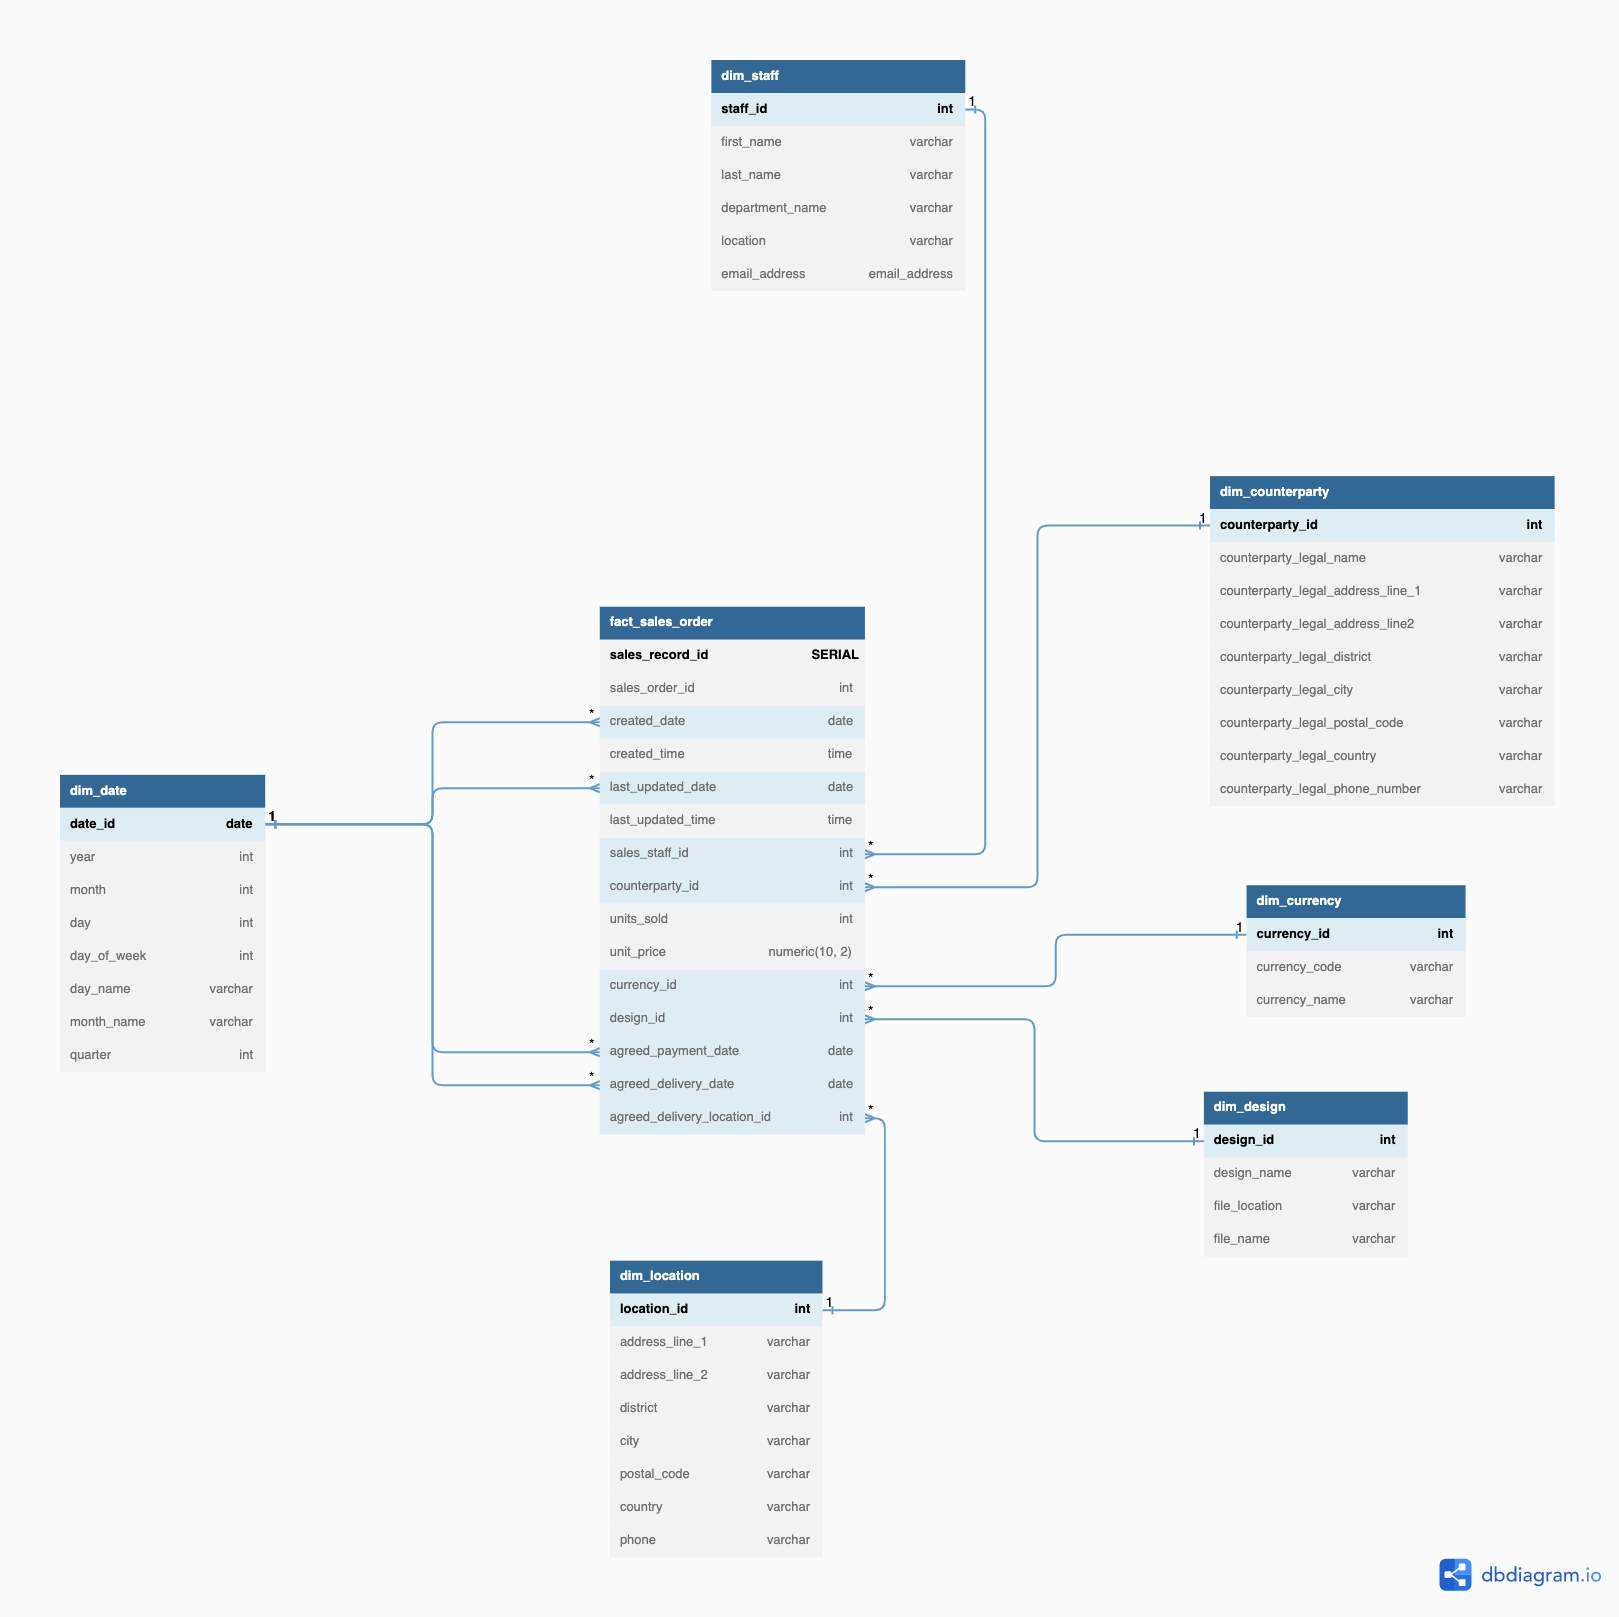 dim_staff
staff_id int
first_name varchar
last_name varchar
department_name varchar
location varchar
email_address email_address
1
dim_counterparty
counterparty_id int
counterparty_legal_name varchar
counterparty_legal_address_line_1 varchar
counterparty_legal_address_line2 varchar
counterparty_legal_district varchar
counterparty_legal_city varchar
counterparty_legal_postal_code varchar
counterparty_legal_country varchar
counterparty_legal_phone_number varchar
1
fact_sales_order
sales_record_id SERIAL
sales_order_id int
* created_date date
created_time time
* last_updated_date date
last_updated_time time
sales_staff_id int *
counterparty_id int *
units_sold int
unit_price numeric(10, 2)
currency_id int *
design_id int *
* agreed_payment_date date
* agreed_delivery_date date
agreed_delivery_location_id int *
dim_date
date_id date 1
year int
month int
day int
day_of_week int
day_name varchar
month_name varchar
quarter int
dim_currency
1 currency_id int
currency_code varchar
currency_name varchar
dim_design
1 design_id int
design_name varchar
file_location varchar
file_name varchar
dim_location
location_id int 1
address_line_1 varchar
address_line_2 varchar
district varchar
city varchar
postal_code varchar
country varchar
phone varchar
dbdiagram.io